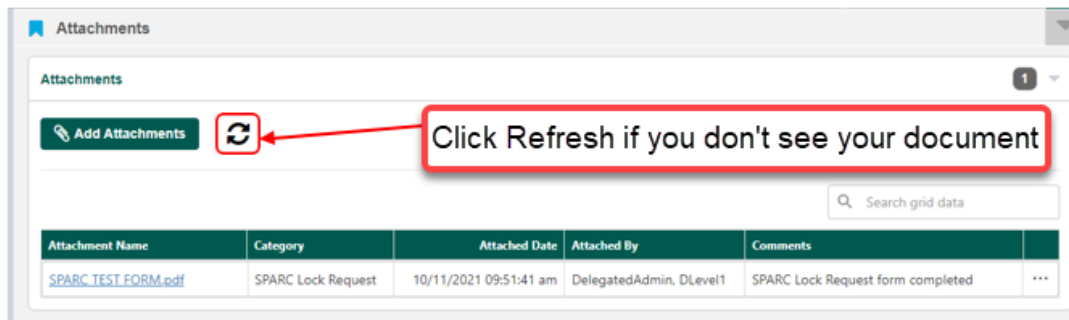 Attachments
Attachments
1
Add Attachments
Click Refresh if you don't see your document
Search grid data
Attachment Name Category Attached Date Attached By Comments
SPARC TEST FORM.pdf SPARC Lock Request 10/11/2021 09:51:41 am DelegatedAdmin, DLevel1 SPARC Lock Request form completed ...